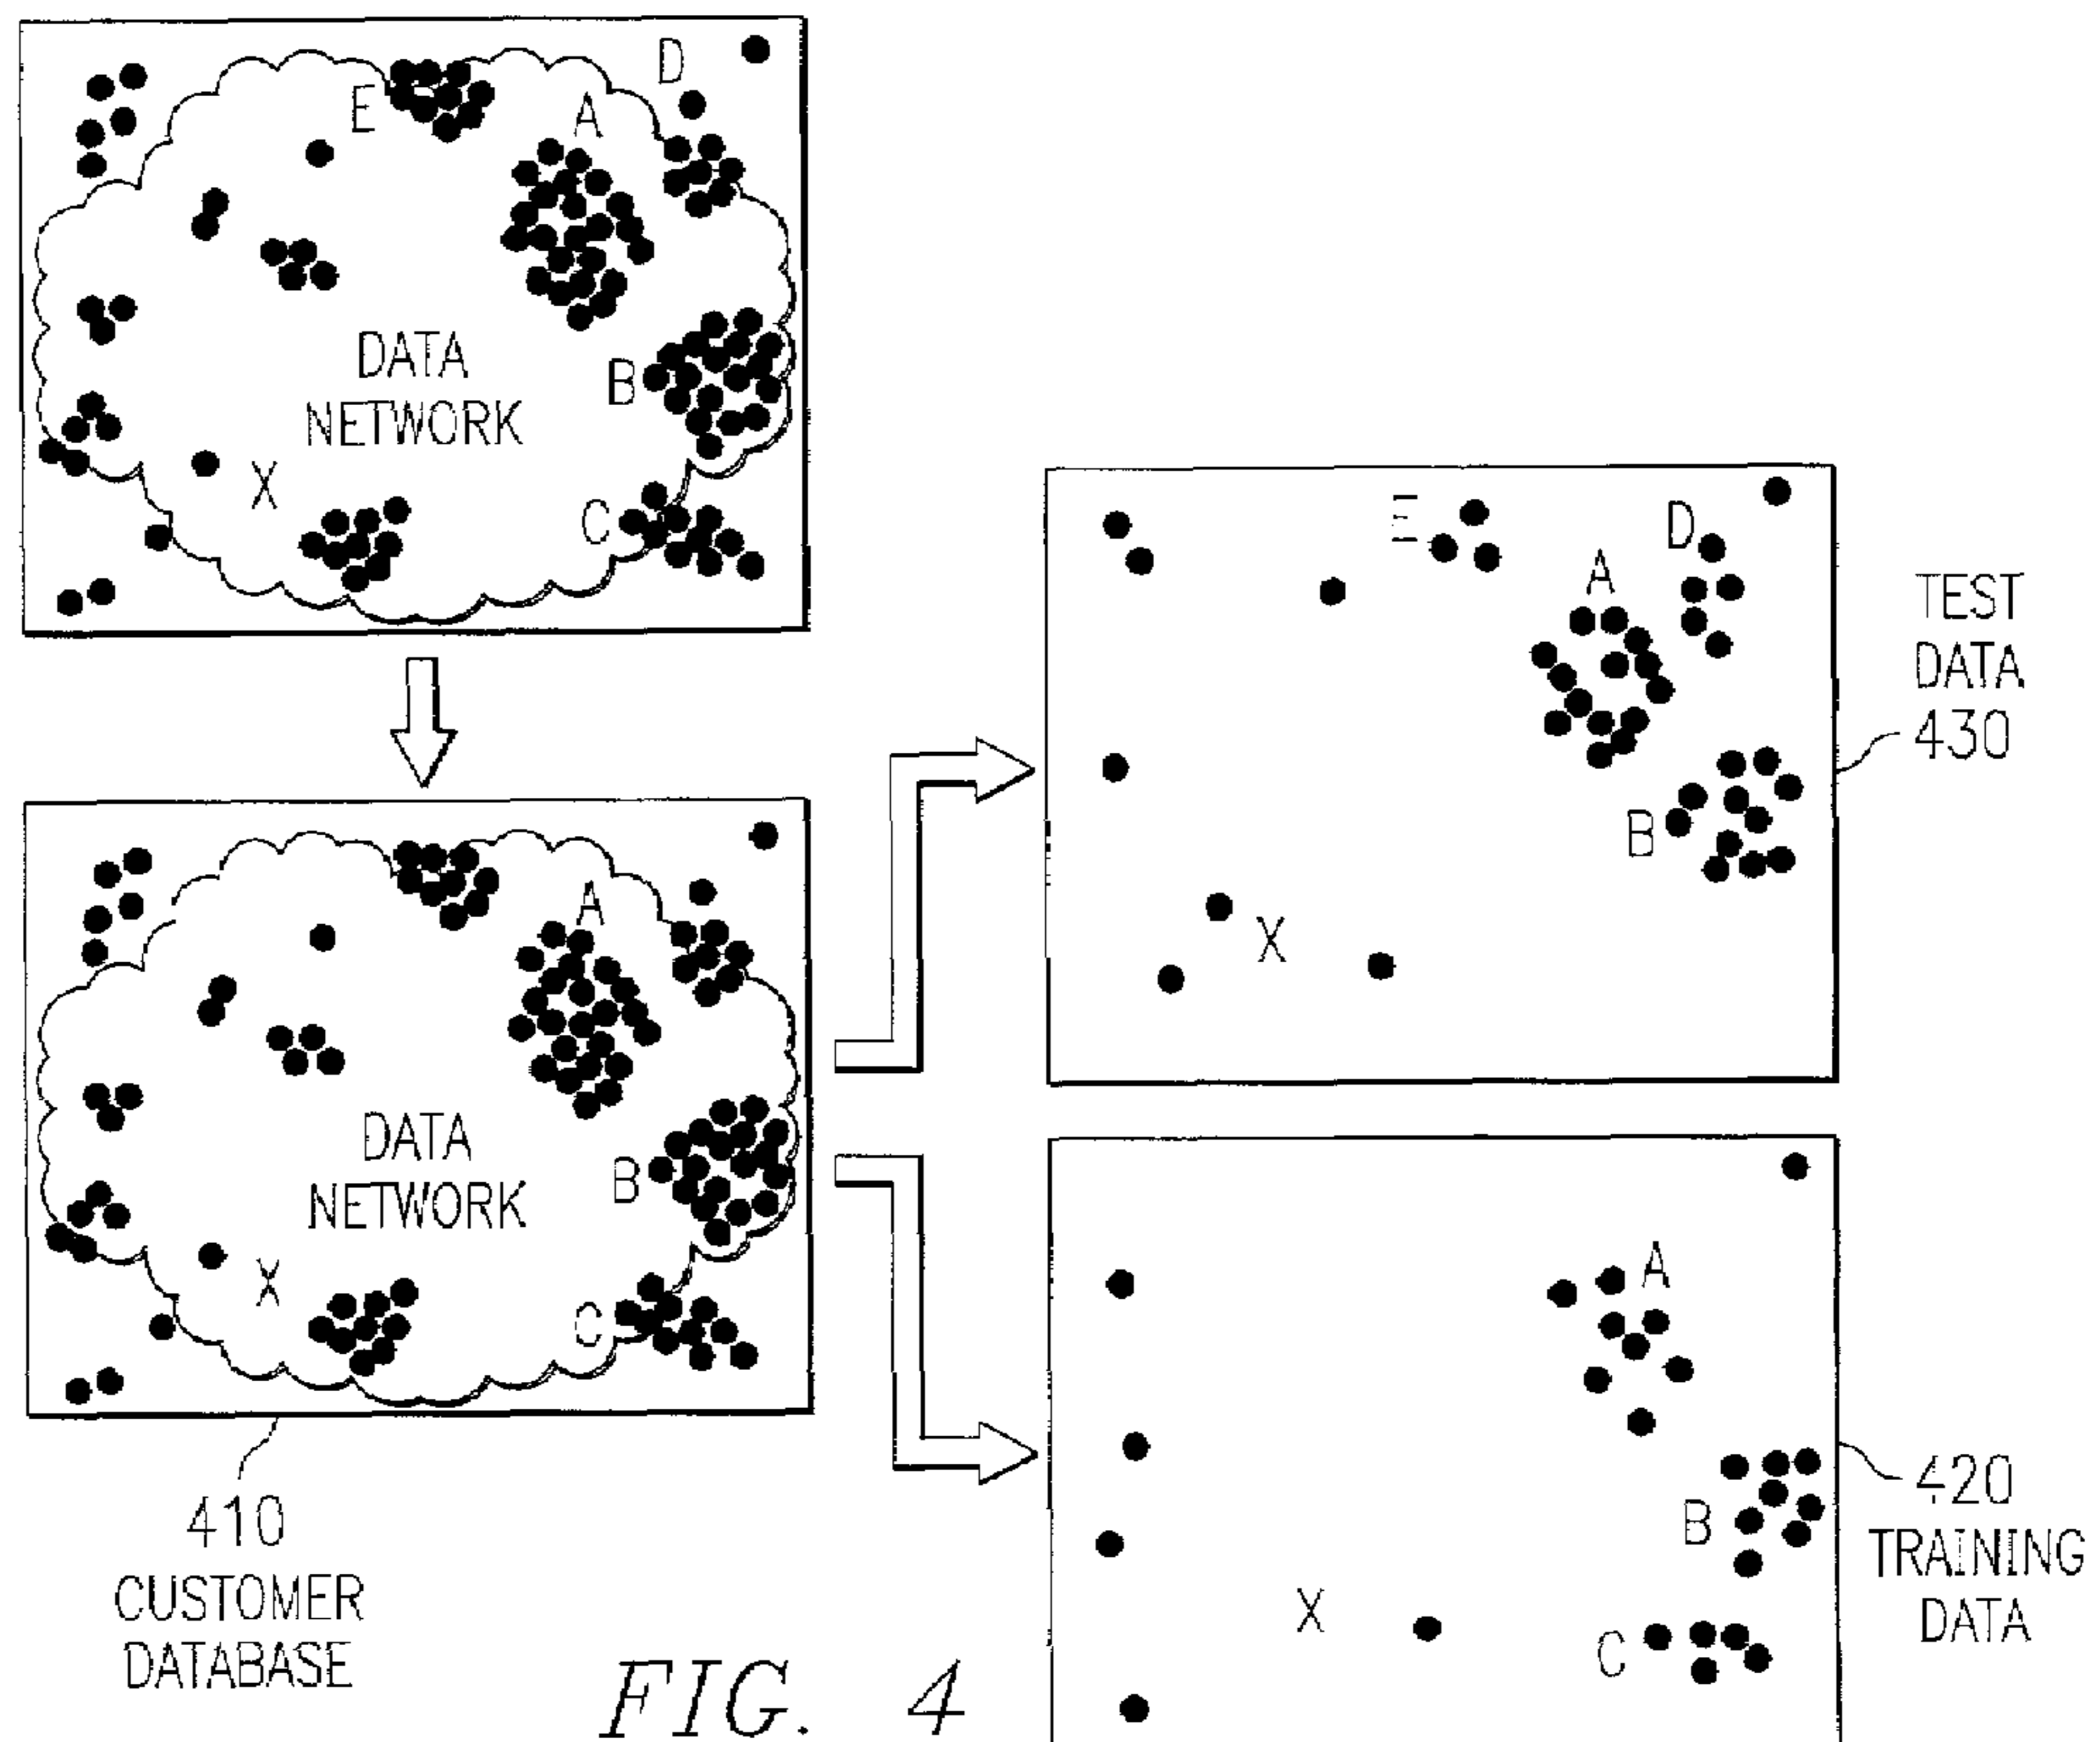 D
E
A
DATA
NETWORK
B
X
C
A
DATA
NETWORK
B
X
C
410
CUSTOMER
DATABASE
E
D
A
B
X
TEST
DATA
430
A
B
X
C
420
TRAINING
DATA
FIG. 4